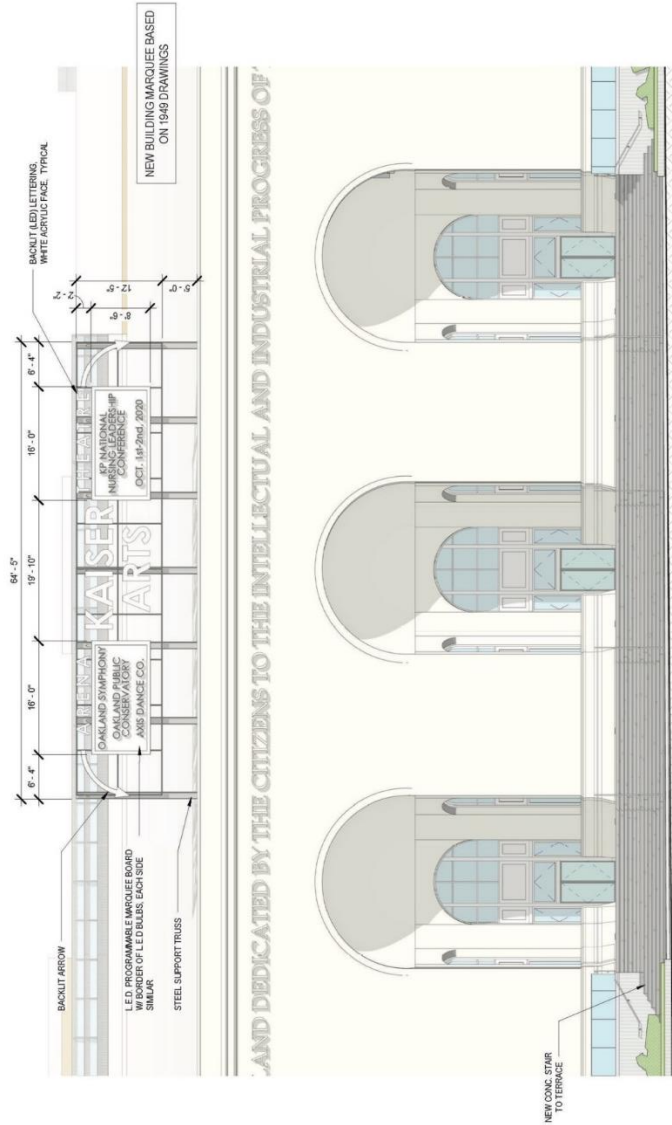 64' - 5"
6' - 4"
16' - 0"
19' - 10"
16' - 0"
6' - 4"
BACKLIT ARROW
L.E.D. PROGRAMMABLE MARQUEE BOARD
W/ BORDER OF L.E.D BULBS, EACH SIDE
SIMILAR
STEEL SUPPORT TRUSS
ARENA
OAKLAND SYMPHONY
OAKLAND PUBLIC
CONSERVATORY
AXIS DANCE CO.
KAISER
ARTS
THEATRE
KP NATIONAL
NURSING LEADERSHIP
CONFERENCE
OCT. 1st-2nd, 2020
2' - 2"
8' - 6"
12' - 5"
5' - 0"
BACKLIT (LED) LETTERING,
WHITE ACRYLIC FACE, TYPICAL
NEW BUILDING MARQUEE BASED
ON 1949 DRAWINGS
LAND DEDICATED BY THE CITIZENS TO THE INTELLECTUAL AND INDUSTRIAL PROGRESS OF
NEW CONC. STAIR
TO TERRACE